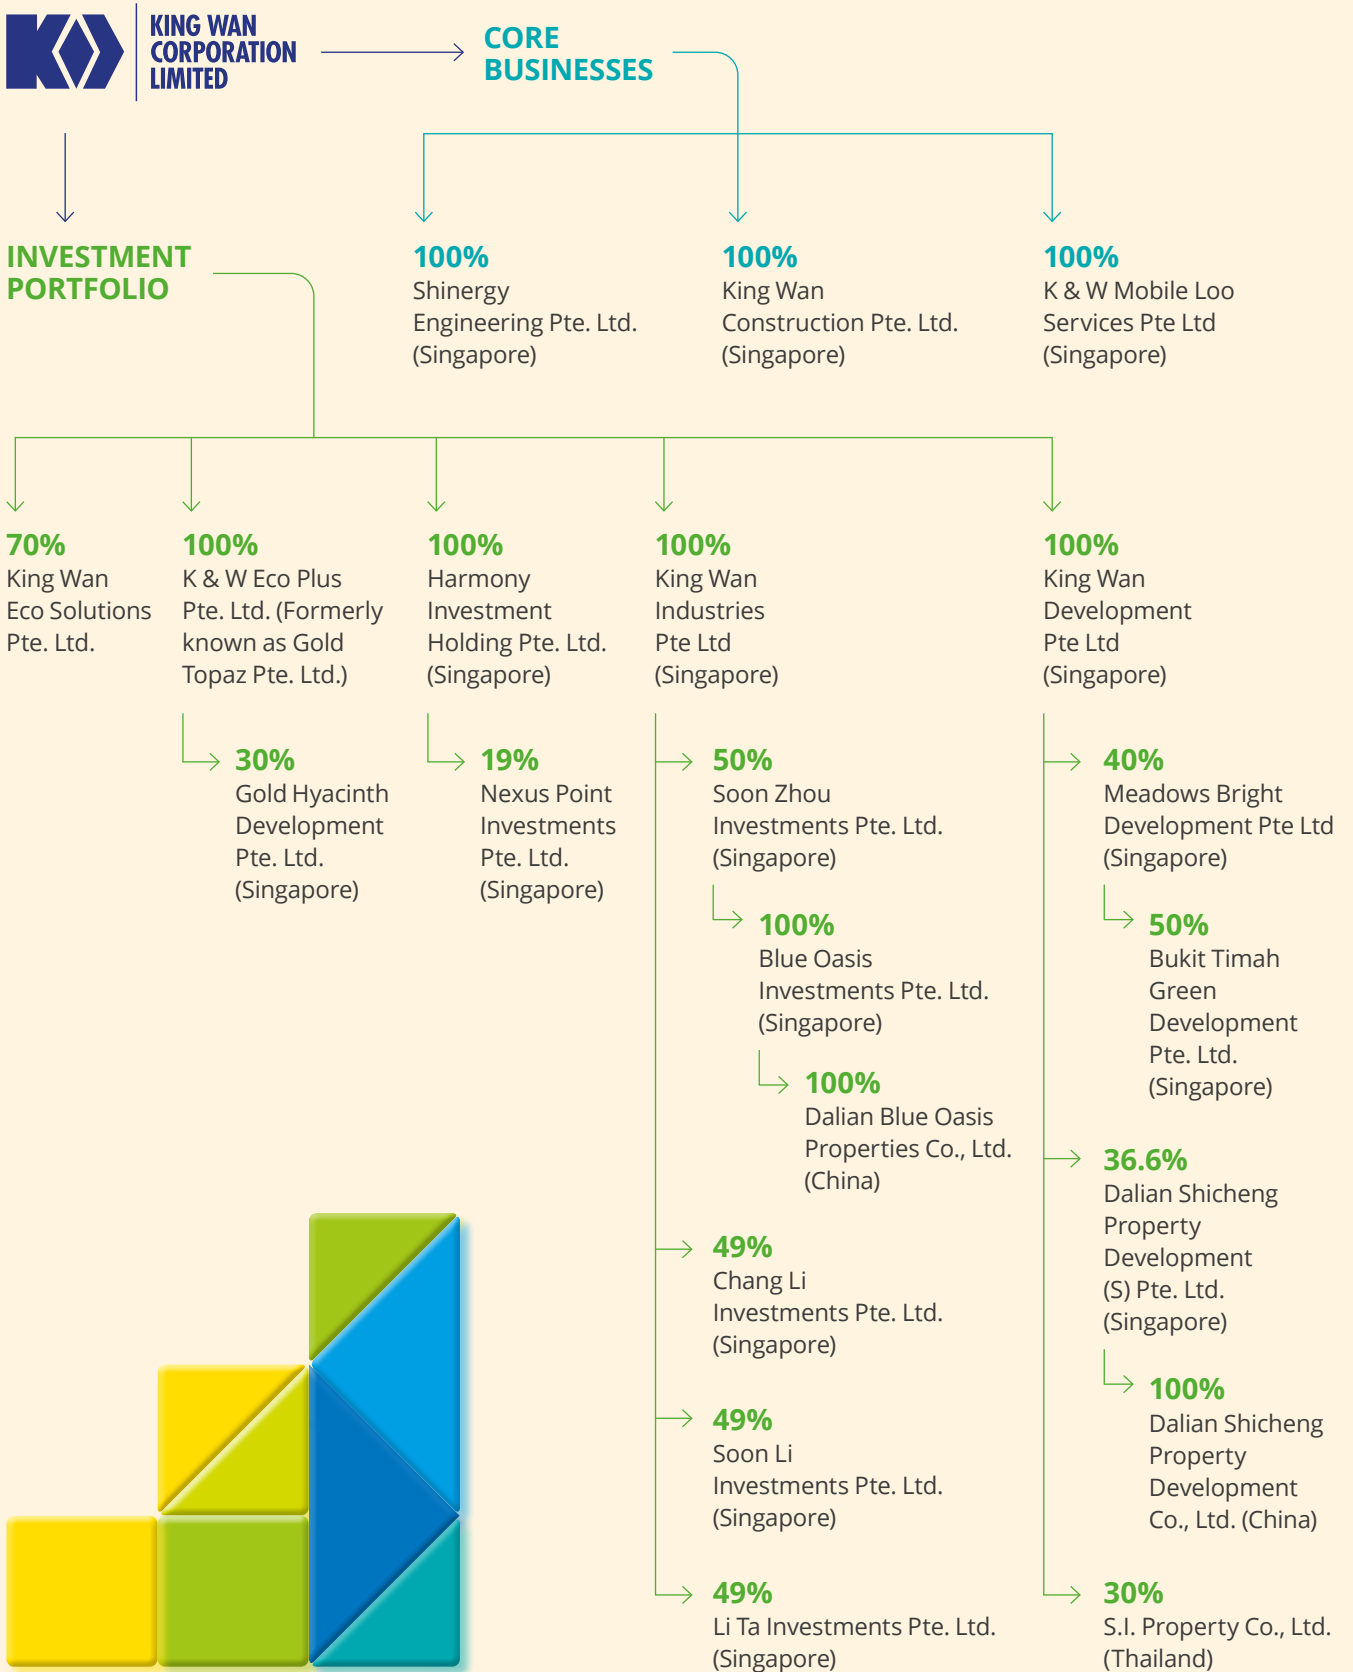 KING WAN
CORPORATION
LIMITED
CORE
BUSINESSES
INVESTMENT
PORTFOLIO
100%
Shinergy
Engineering Pte. Ltd.
(Singapore)
100%
King Wan
Construction Pte. Ltd.
(Singapore)
100%
K & W Mobile Loo
Services Pte Ltd
(Singapore)
70%
King Wan
Eco Solutions
Pte. Ltd.
100%
K & W Eco Plus
Pte. Ltd. (Formerly
known as Gold
Topaz Pte. Ltd.)
30%
Gold Hyacinth
Development
Pte. Ltd.
(Singapore)
100%
Harmony
Investment
Holding Pte. Ltd.
(Singapore)
19%
Nexus Point
Investments
Pte. Ltd.
(Singapore)
100%
King Wan
Industries
Pte Ltd
(Singapore)
50%
Soon Zhou
Investments Pte. Ltd.
(Singapore)
100%
Blue Oasis
Investments Pte. Ltd.
(Singapore)
100%
Dalian Blue Oasis
Properties Co., Ltd.
(China)
49%
Chang Li
Investments Pte. Ltd.
(Singapore)
49%
Soon Li
Investments Pte. Ltd.
(Singapore)
49%
Li Ta Investments Pte. Ltd.
(Singapore)
100%
King Wan
Development
Pte Ltd
(Singapore)
40%
Meadows Bright
Development Pte Ltd
(Singapore)
50%
Bukit Timah
Green
Development
Pte. Ltd.
(Singapore)
36.6%
Dalian Shicheng
Property
Development
(S) Pte. Ltd.
(Singapore)
100%
Dalian Shicheng
Property
Development
Co., Ltd. (China)
30%
S.I. Property Co., Ltd.
(Thailand)